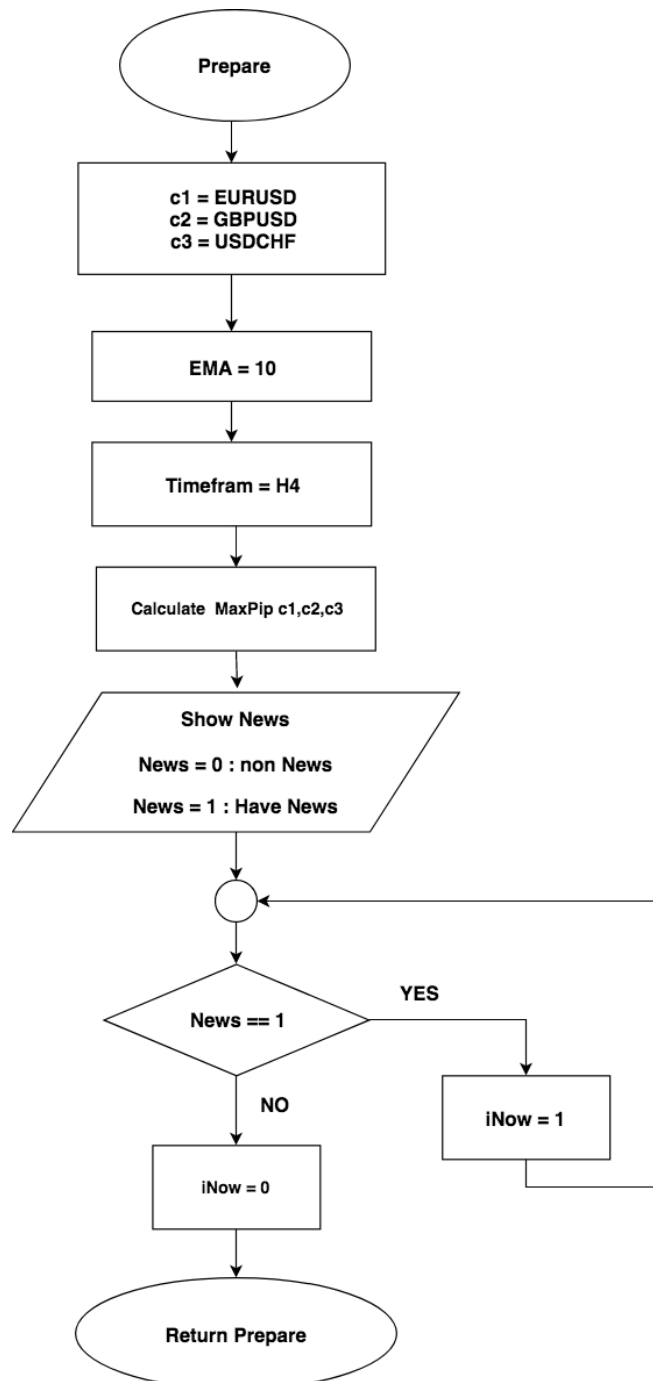 Prepare
c1 = EURUSD
c2 = GBPUSD
c3 = USDCHF
EMA = 10
Timefram = H4
Calculate MaxPip c1,c2,c3
Show News
News = 0 : non News
News = 1 : Have News
News == 1
YES
NO
iNow = 1
iNow = 0
Return Prepare